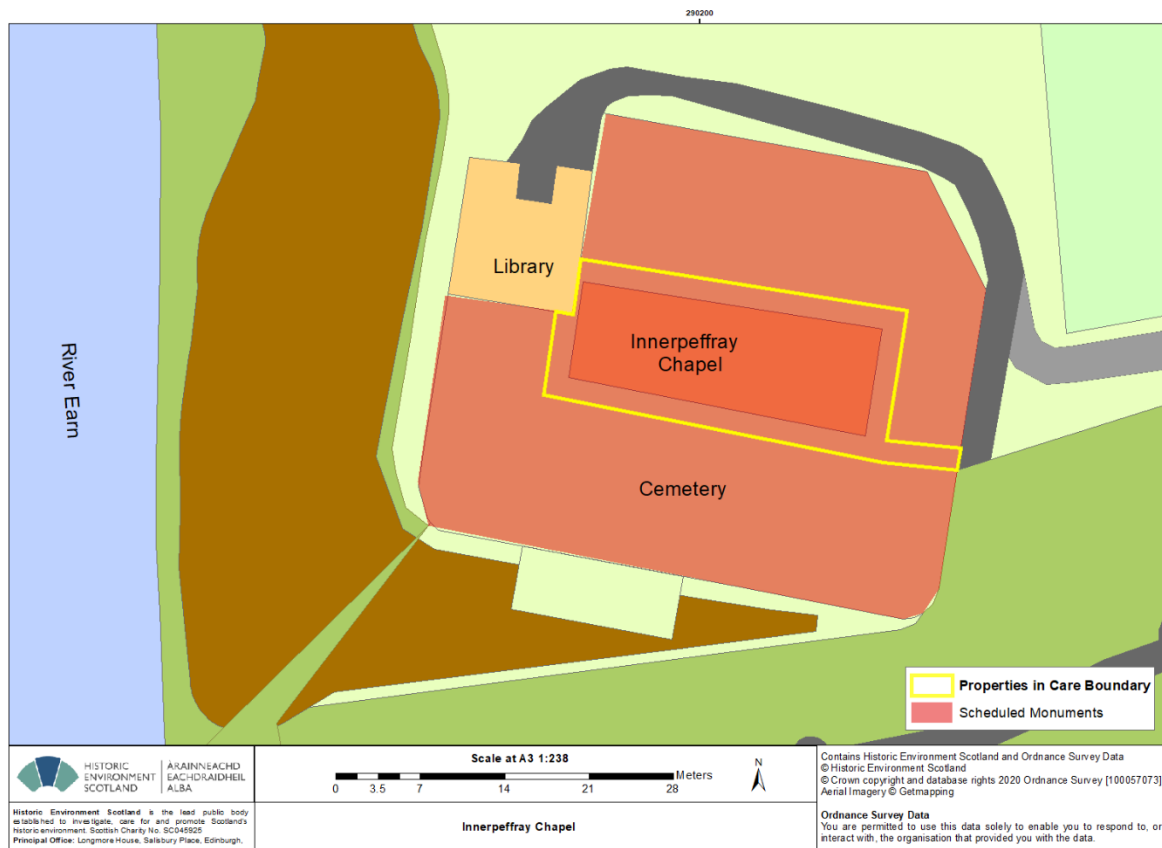 290200
Library
Innerpeffray
Chapel
River Earn
Cemetery
Properties in Care Boundary
Scheduled Monuments
HISTORIC
ENVIRONMENT
SCOTLAND
ÀRAINNEACHD
EACHDRAIDHEIL
ALBA
Historic Environment Scotland is the lead public body
established to investigate, care for and promote Scotland's
historic environment. Scottish Charity No. SC045925
Principal Office: Longmore House, Salisbury Place, Edinburgh,
Scale at A3 1:238
Meters
0 3.5 7 14 21 28
N
Innerpeffray Chapel
Contains Historic Environment Scotland and Ordnance Survey Data
© Historic Environment Scotland
© Crown copyright and database rights 2020 Ordnance Survey [100057073]
Aerial Imagery © Getmapping
Ordnance Survey Data
You are permitted to use this data solely to enable you to respond to, or
interact with, the organisation that provided you with the data.